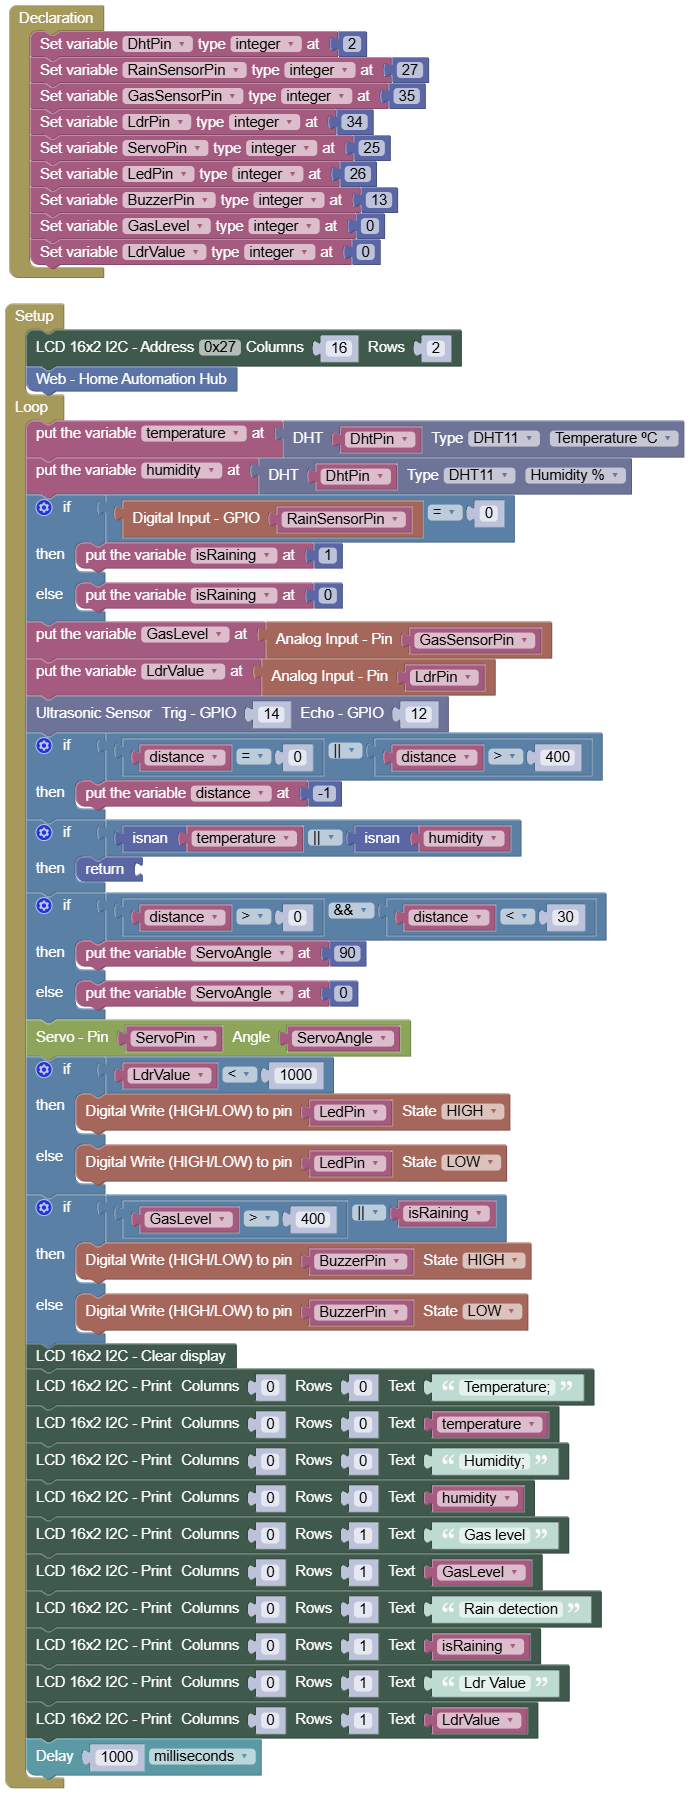 Declaration
Set variable DhtPin type integer at 2
Set variable RainSensorPin type integer at 27
Set variable GasSensorPin type integer at 35
Set variable LdrPin type integer at 34
Set variable ServoPin type integer at 25
Set variable LedPin type integer at 26
Set variable BuzzerPin type integer at 13
Set variable GasLevel type integer at 0
Set variable LdrValue type integer at 0
Setup
LCD 16x2 I2C - Address 0x27 Columns 16 Rows 2
Web - Home Automation Hub
Loop
put the variable temperature at DHT DhtPin Type DHT11 Temperature ºC
put the variable humidity at DHT DhtPin Type DHT11 Humidity %
if Digital Input - GPIO RainSensorPin = 0
then put the variable isRaining at 1
else put the variable isRaining at 0
put the variable GasLevel at Analog Input - Pin GasSensorPin
put the variable LdrValue at Analog Input - Pin LdrPin
Ultrasonic Sensor Trig - GPIO 14 Echo - GPIO 12
if distance = 0 || distance > 400
then put the variable distance at -1
if isnan temperature || isnan humidity
then return
if distance > 0 && distance < 30
then put the variable ServoAngle at 90
else put the variable ServoAngle at 0
Servo - Pin ServoPin Angle ServoAngle
if LdrValue < 1000
then Digital Write (HIGH/LOW) to pin LedPin State HIGH
else Digital Write (HIGH/LOW) to pin LedPin State LOW
if GasLevel > 400 || isRaining
then Digital Write (HIGH/LOW) to pin BuzzerPin State HIGH
else Digital Write (HIGH/LOW) to pin BuzzerPin State LOW
LCD 16x2 I2C - Clear display
LCD 16x2 I2C - Print Columns 0 Rows 0 Text “ Temperature; ”
LCD 16x2 I2C - Print Columns 0 Rows 0 Text temperature
LCD 16x2 I2C - Print Columns 0 Rows 0 Text “ Humidity; ”
LCD 16x2 I2C - Print Columns 0 Rows 0 Text humidity
LCD 16x2 I2C - Print Columns 0 Rows 1 Text “ Gas level ”
LCD 16x2 I2C - Print Columns 0 Rows 1 Text GasLevel
LCD 16x2 I2C - Print Columns 0 Rows 1 Text “ Rain detection ”
LCD 16x2 I2C - Print Columns 0 Rows 1 Text isRaining
LCD 16x2 I2C - Print Columns 0 Rows 1 Text “ Ldr Value ”
LCD 16x2 I2C - Print Columns 0 Rows 1 Text LdrValue
Delay 1000 milliseconds